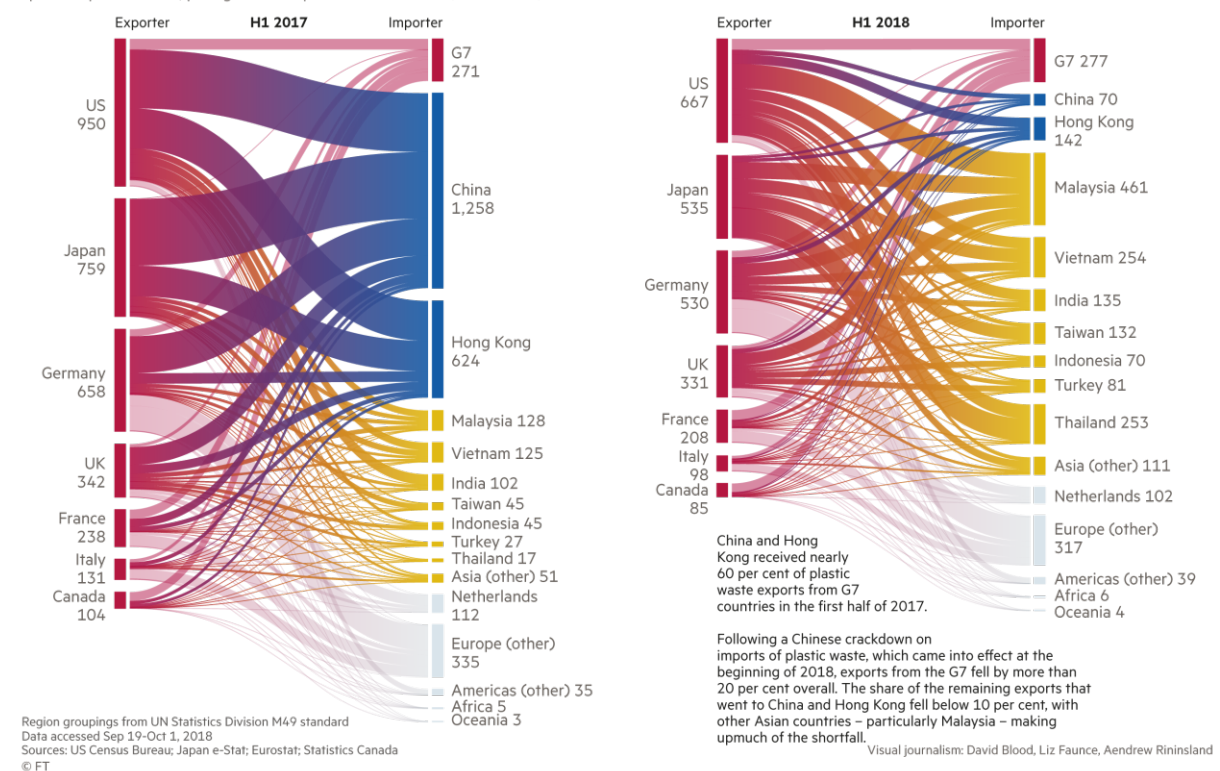 Exporter H1 2017 Importer
US
950
Japan
759
Germany
658
UK
342
France
238
Italy
131
Canada
104
G7
271
China
1,258
Hong Kong
624
Malaysia 128
Vietnam 125
India 102
Taiwan 45
Indonesia 45
Turkey 27
Thailand 17
Asia (other) 51
Netherlands
112
Europe (other)
335
Americas (other) 35
Africa 5
Oceania 3
Region groupings from UN Statistics Division M49 standard
Data accessed Sep 19-Oct 1, 2018
Sources: US Census Bureau; Japan e-Stat; Eurostat; Statistics Canada
© FT
Exporter H1 2018 Importer
US
667
Japan
535
Germany
530
UK
331
France
208
Italy
98
Canada
85
G7 277
China 70
Hong Kong
142
Malaysia 461
Vietnam 254
India 135
Taiwan 132
Indonesia 70
Turkey 81
Thailand 253
Asia (other) 111
Netherlands 102
Europe (other)
317
Americas (other) 39
Africa 6
Oceania 4
China and Hong
Kong received nearly
60 per cent of plastic
waste exports from G7
countries in the first half of 2017.
Following a Chinese crackdown on
imports of plastic waste, which came into effect at the
beginning of 2018, exports from the G7 fell by more than
20 per cent overall. The share of the remaining exports that
went to China and Hong Kong fell below 10 per cent, with
other Asian countries – particularly Malaysia – making
upmuch of the shortfall.
Visual journalism: David Blood, Liz Faunce, Aendrew Rininsland